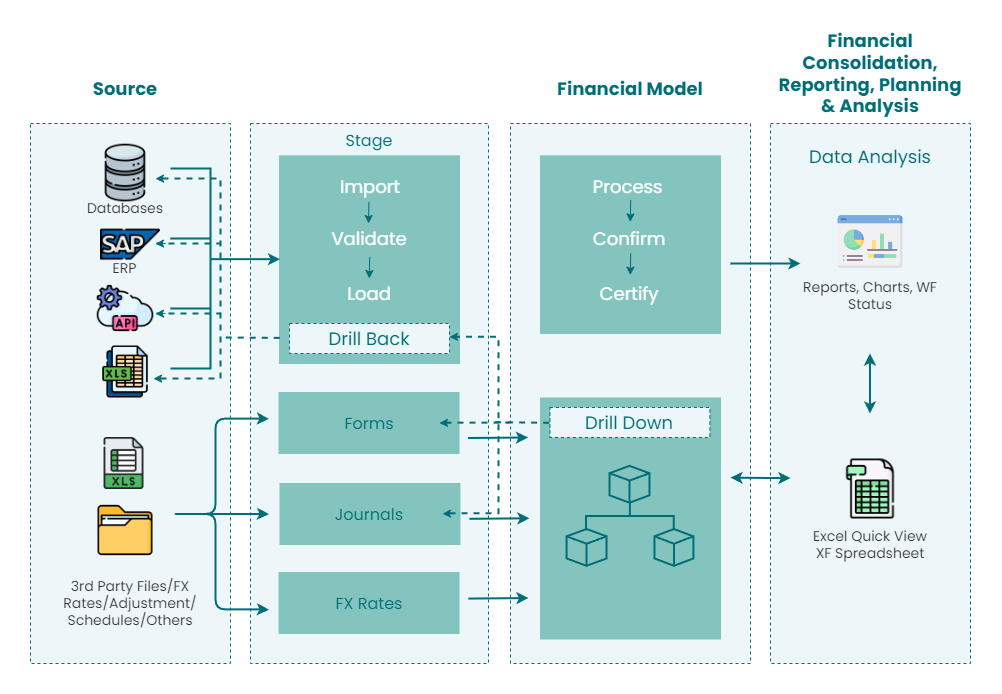 Source
Databases
SAP
ERP
API
XLS
XLS
3rd Party Files/FX
Rates/Adjustment/
Schedules/Others
Stage
Import
Validate
Load
Drill Back
Forms
Journals
FX Rates
Financial Model
Process
Confirm
Certify
Drill Down
Financial
Consolidation,
Reporting, Planning
& Analysis
Data Analysis
Reports, Charts, WF
Status
Excel Quick View
XF Spreadsheet